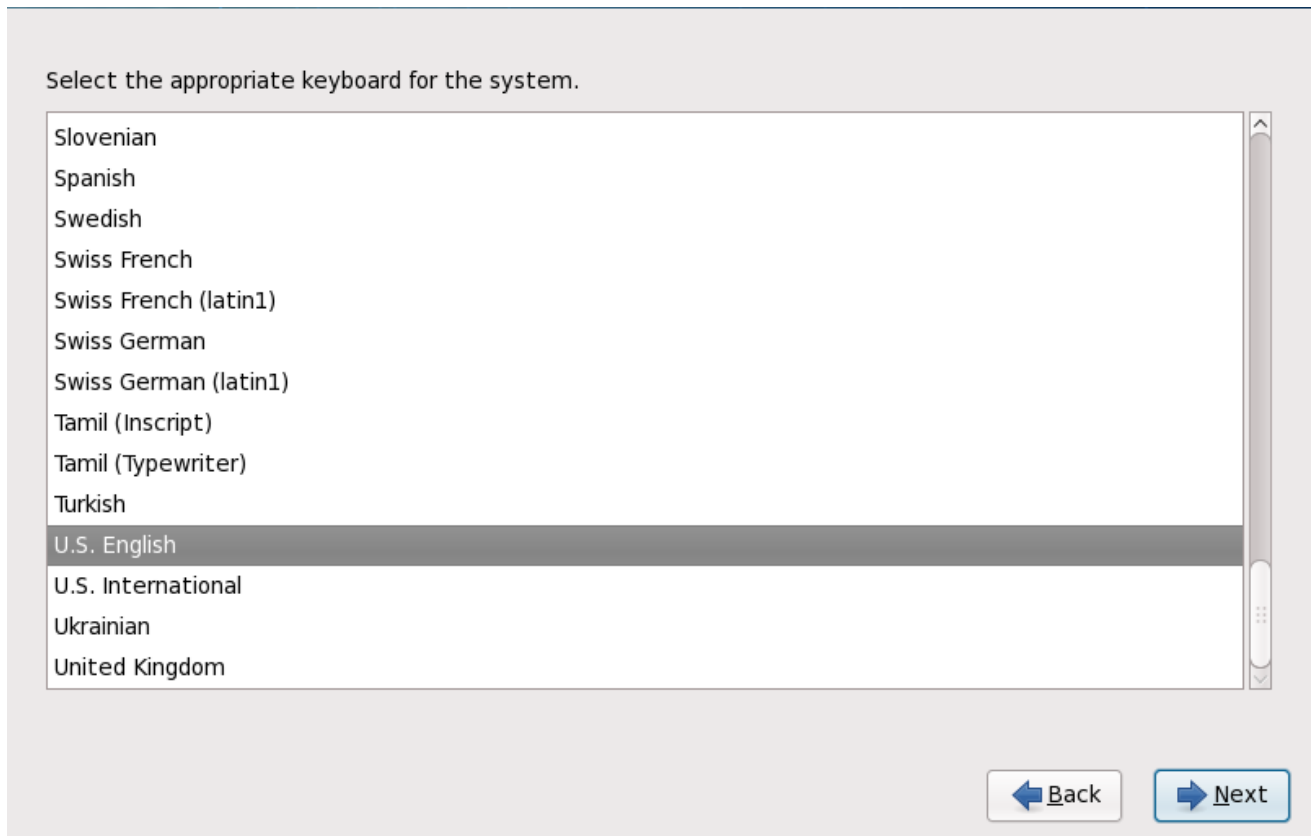 Select the appropriate keyboard for the system.
Slovenian
Spanish
Swedish
Swiss French
Swiss French (latin1)
Swiss German
Swiss German (latin1)
Tamil (Inscript)
Tamil (Typewriter)
Turkish
U.S. English
U.S. International
Ukrainian
United Kingdom
Back Next